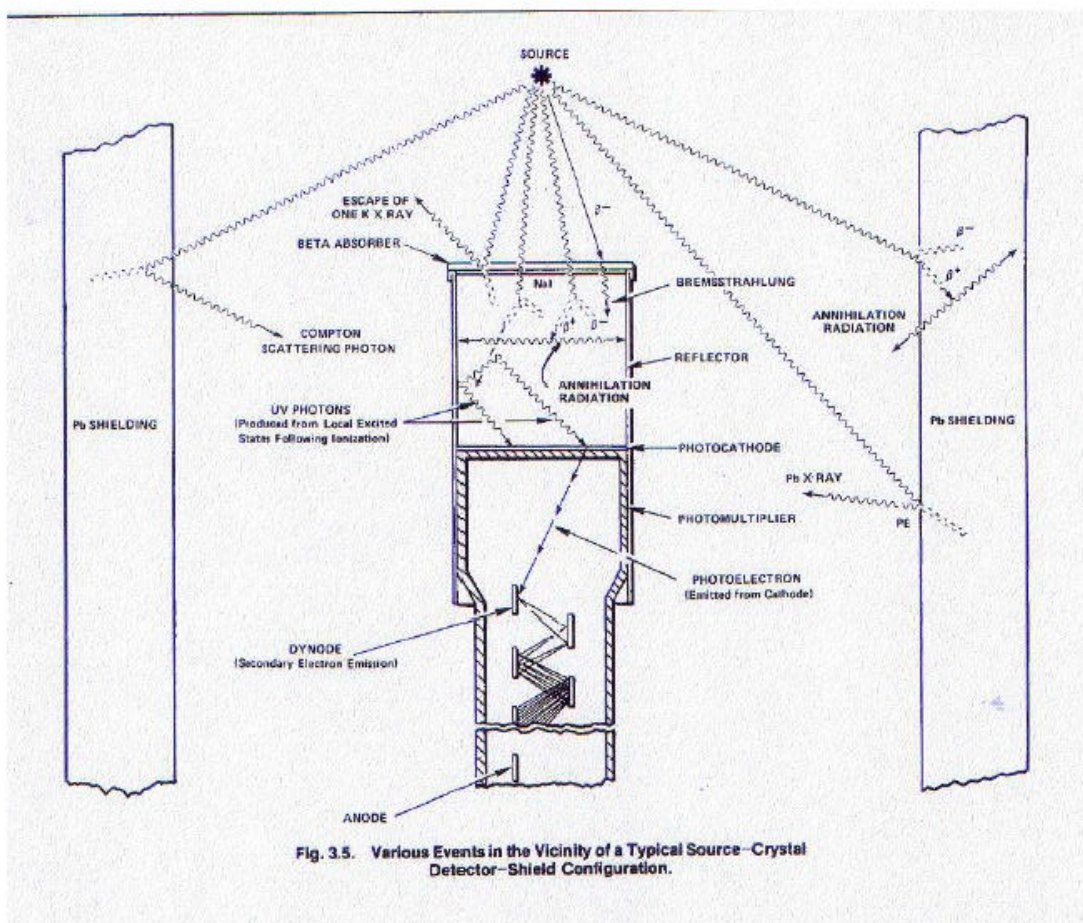 SOURCE
ESCAPE OF
ONE K X RAY
BETA ABSORBER
β−
NaI
BREMSSTRAHLUNG
β−
β+
COMPTON
SCATTERING PHOTON
β+
β−
ANNIHILATION
RADIATION
REFLECTOR
ANNIHILATION
RADIATION
UV PHOTONS
(Produced from Local Excited
States Following Ionization)
Pb SHIELDING
Pb SHIELDING
PHOTOCATHODE
Pb X-RAY
PE
PHOTOMULTIPLIER
PHOTOELECTRON
(Emitted from Cathode)
DYNODE
(Secondary Electron Emission)
ANODE
Fig. 3.5. Various Events in the Vicinity of a Typical Source—Crystal
Detector—Shield Configuration.